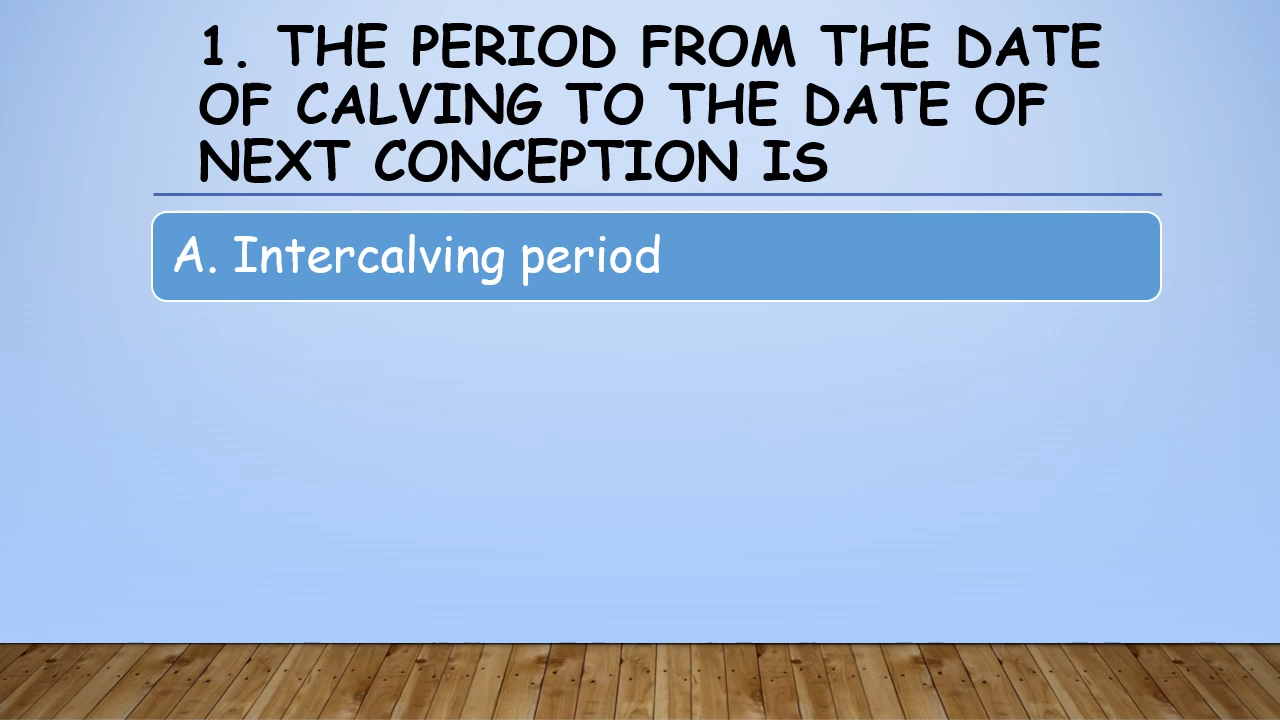 1. THE PERIOD FROM THE DATE
OF CALVING TO THE DATE OF
NEXT CONCEPTION IS
A. Intercalving period